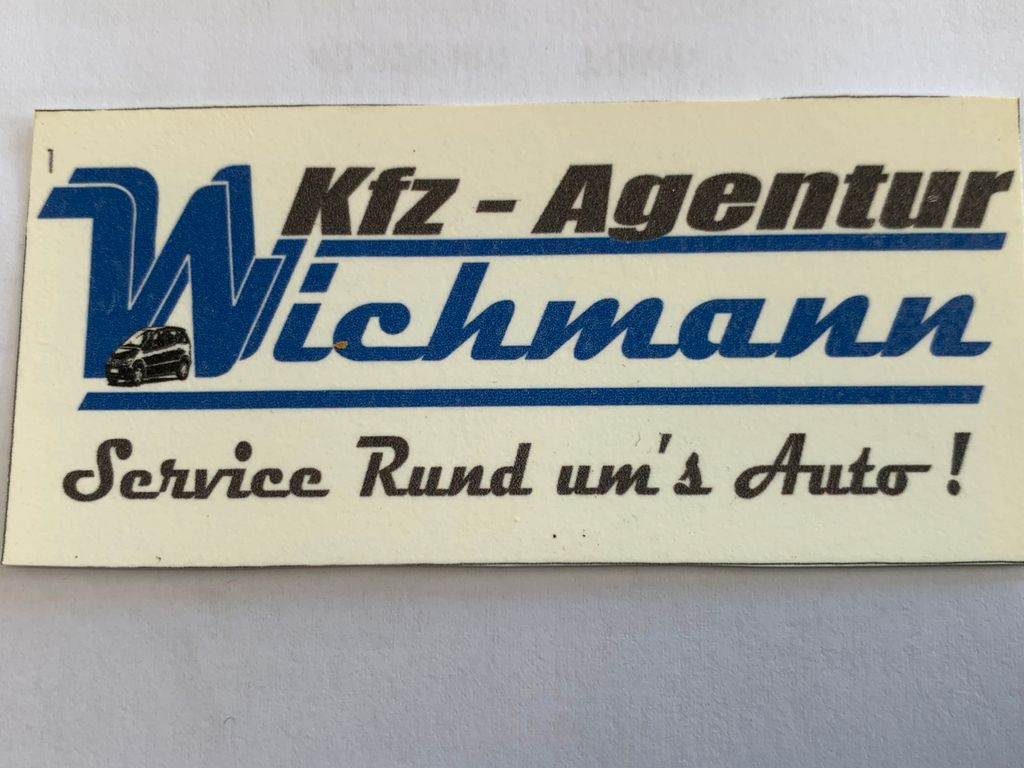 Kfz - Agentur
Wichmann
Service Rund um's Auto !